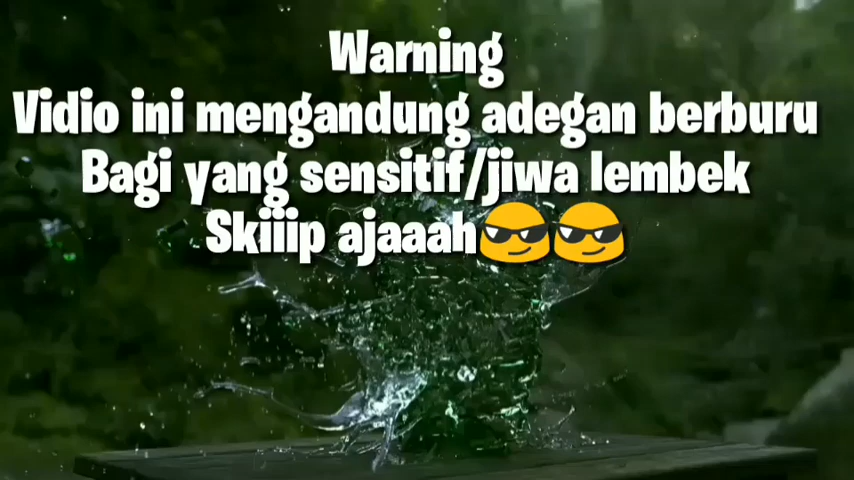 Warning
Vidio ini mengandung adegan berburu
Bagi yang sensitif/jiwa lembek
Skiiip ajaaah😎😎